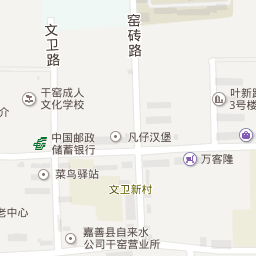 文卫路
窑砖路
干窑成人
文化学校
介
叶新路
3号楼
中国邮政
储蓄银行
凡仔汉堡
万客隆
菜鸟驿站
文卫新村
老中心
嘉善县自来水
公司干窑营业所